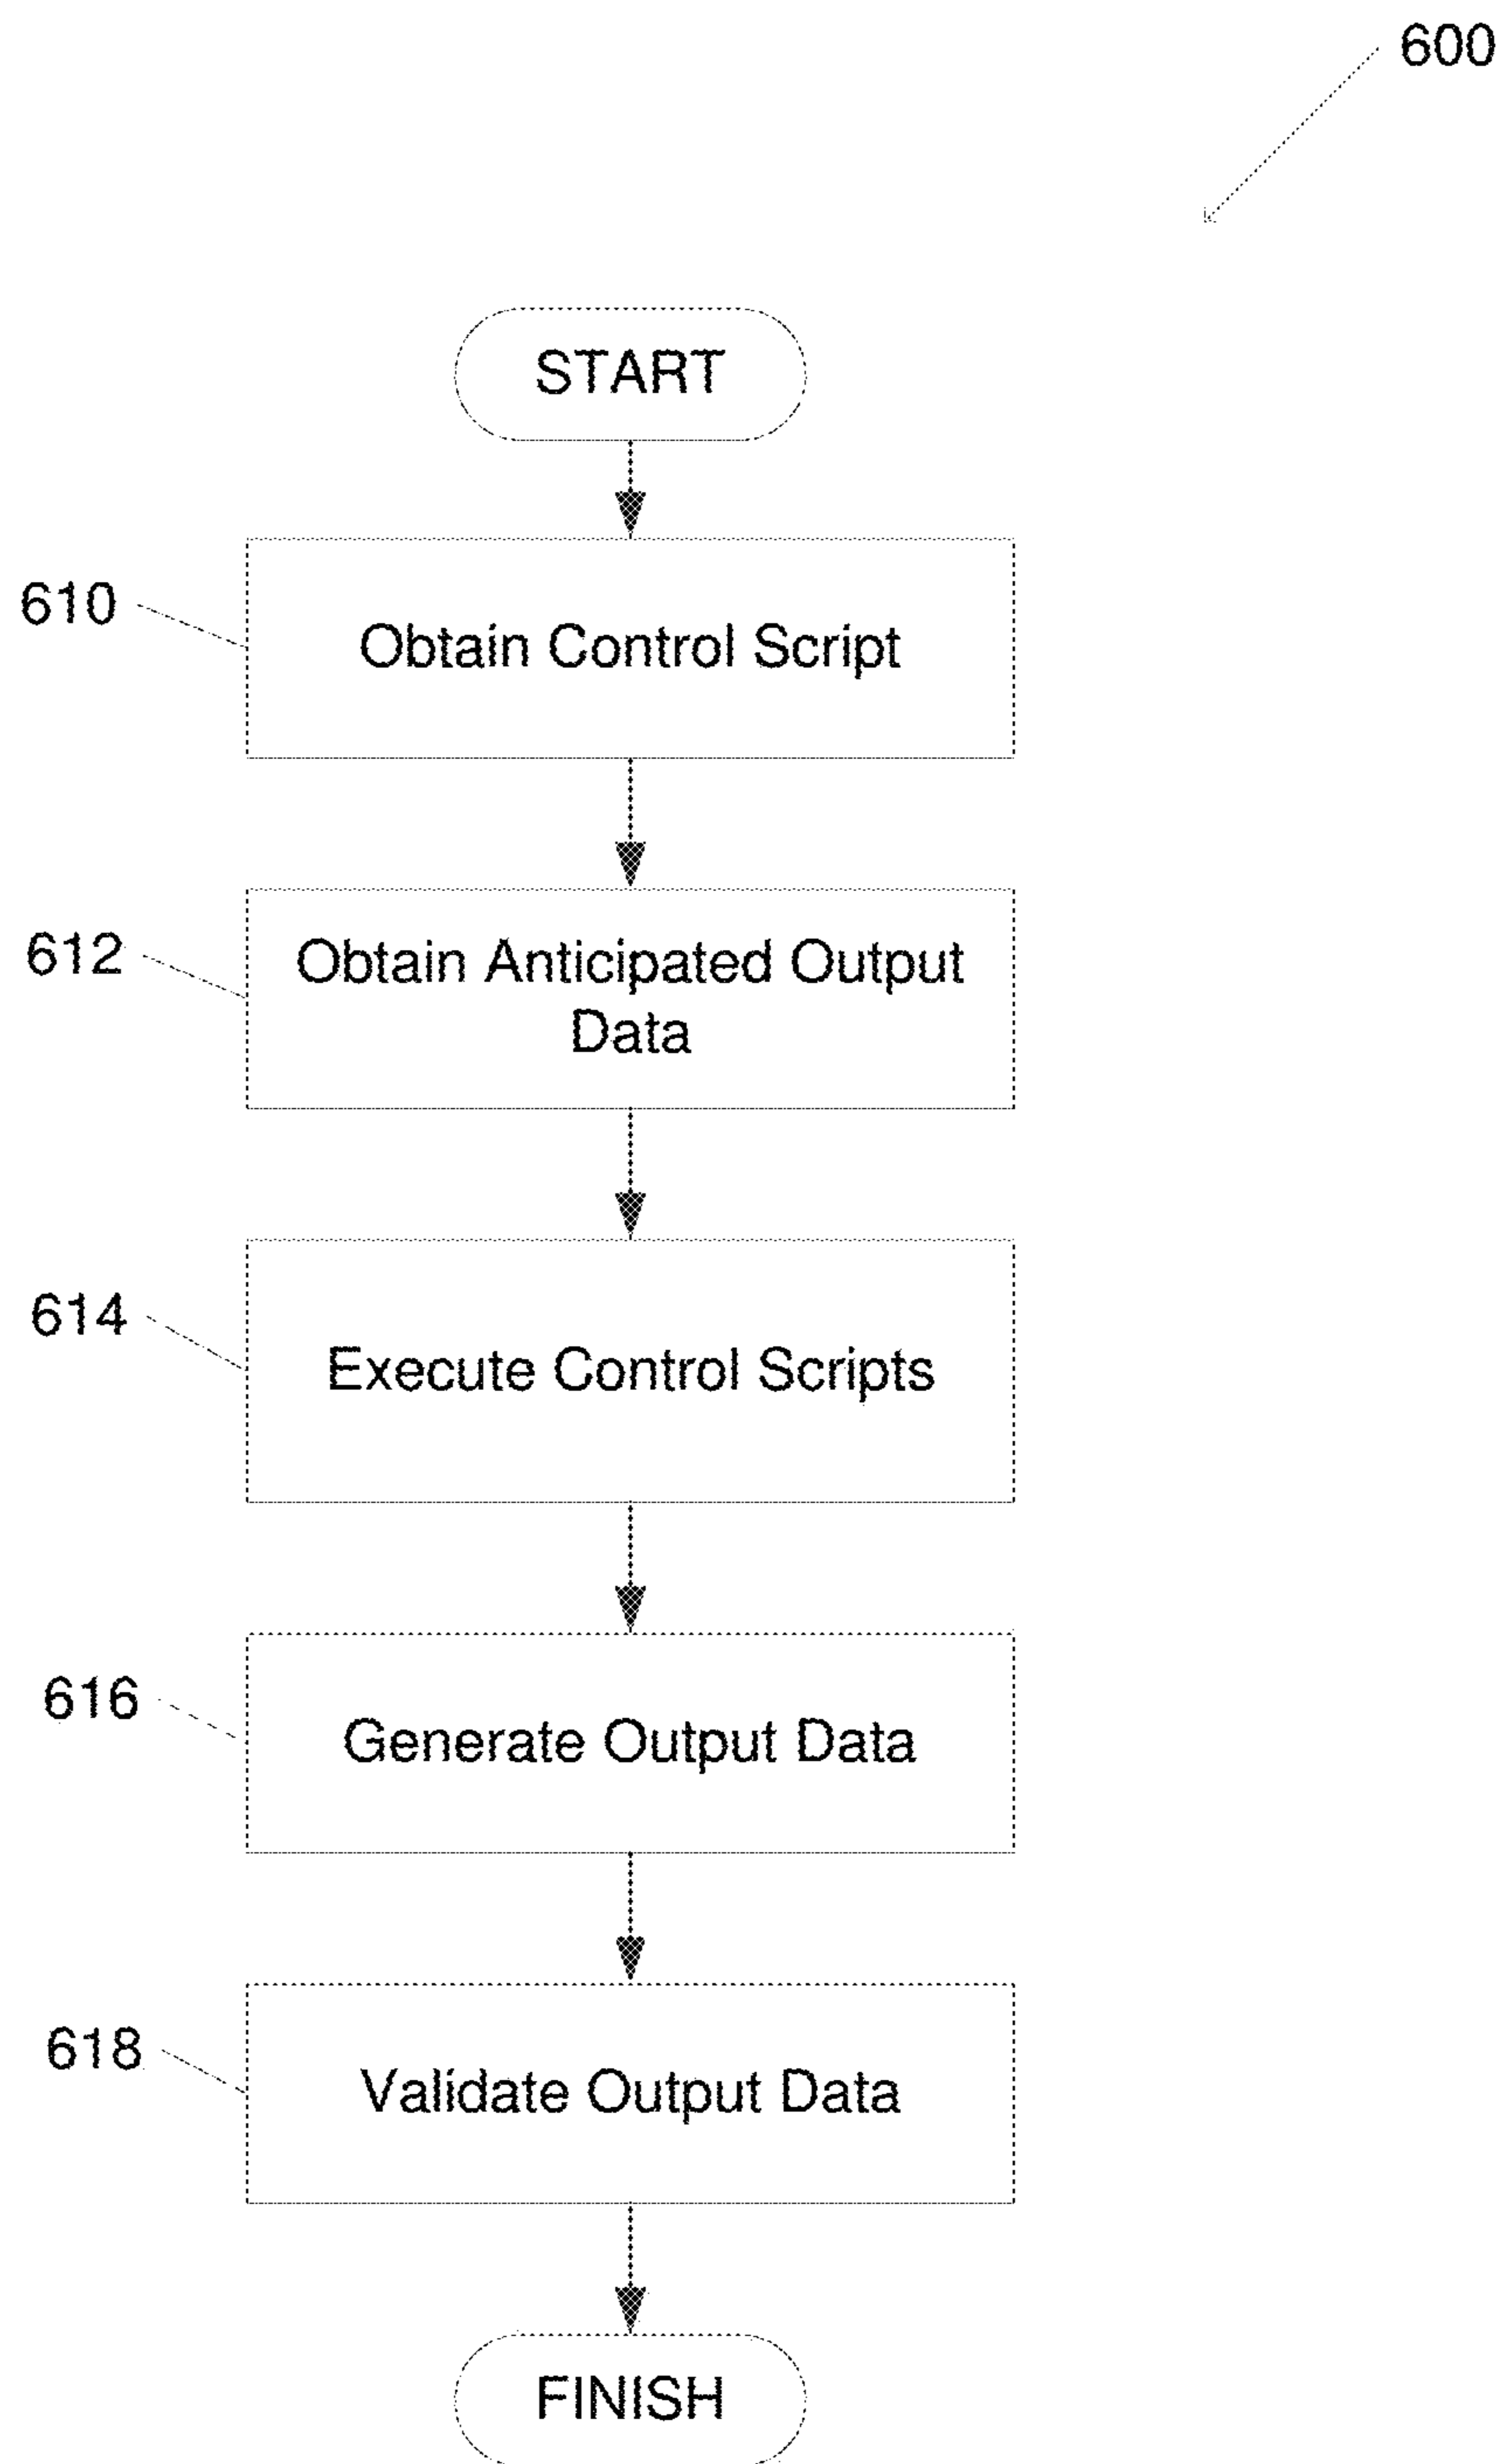 600
START
610
Obtain Control Script
612
Obtain Anticipated Output
Data
614
Execute Control Scripts
616
Generate Output Data
618
Validate Output Data
FINISH